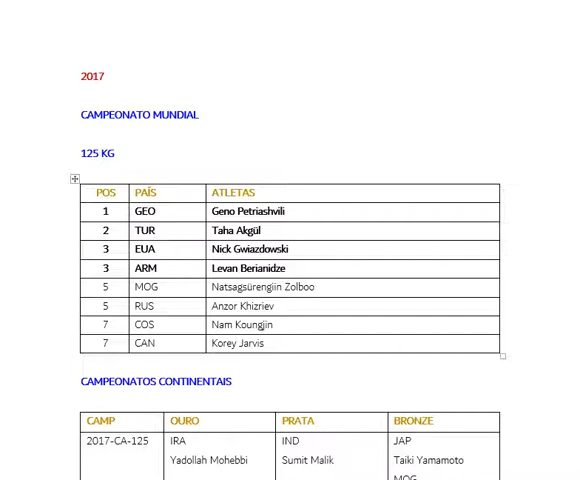 2017
CAMPEONATO MUNDIAL
125 KG
POS PAÍS ATLETAS
1 GEO Geno Petriashvili
2 TUR Taha Akgül
3 EUA Nick Gwiazdowski
3 ARM Levan Berianidze
5 MOG Natsagsürengiin Zolboo
5 RUS Anzor Khizriev
7 COS Nam Koungjin
7 CAN Korey Jarvis
CAMPEONATOS CONTINENTAIS
CAMP OURO PRATA BRONZE
2017-CA-125 IRA IND JAP
Yadollah Mohebbi Sumit Malik Taiki Yamamoto
MOG